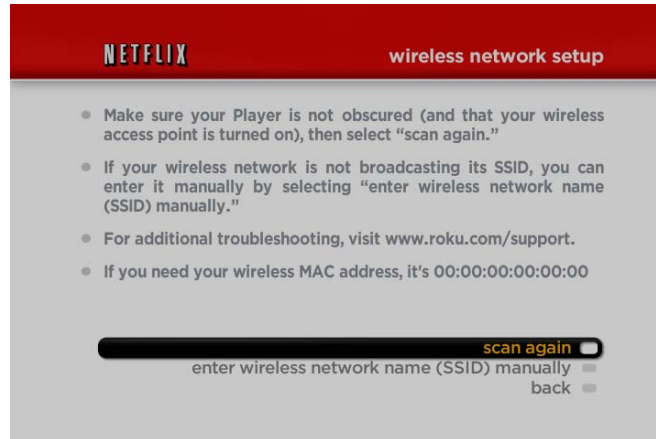 NETFLIX
wireless network setup
Make sure your Player is not obscured (and that your wireless
access point is turned on), then select “scan again.”
If your wireless network is not broadcasting its SSID, you can
enter it manually by selecting “enter wireless network name
(SSID) manually.”
For additional troubleshooting, visit www.roku.com/support.
If you need your wireless MAC address, it's 00:00:00:00:00:00
scan again
enter wireless network name (SSID) manually
back